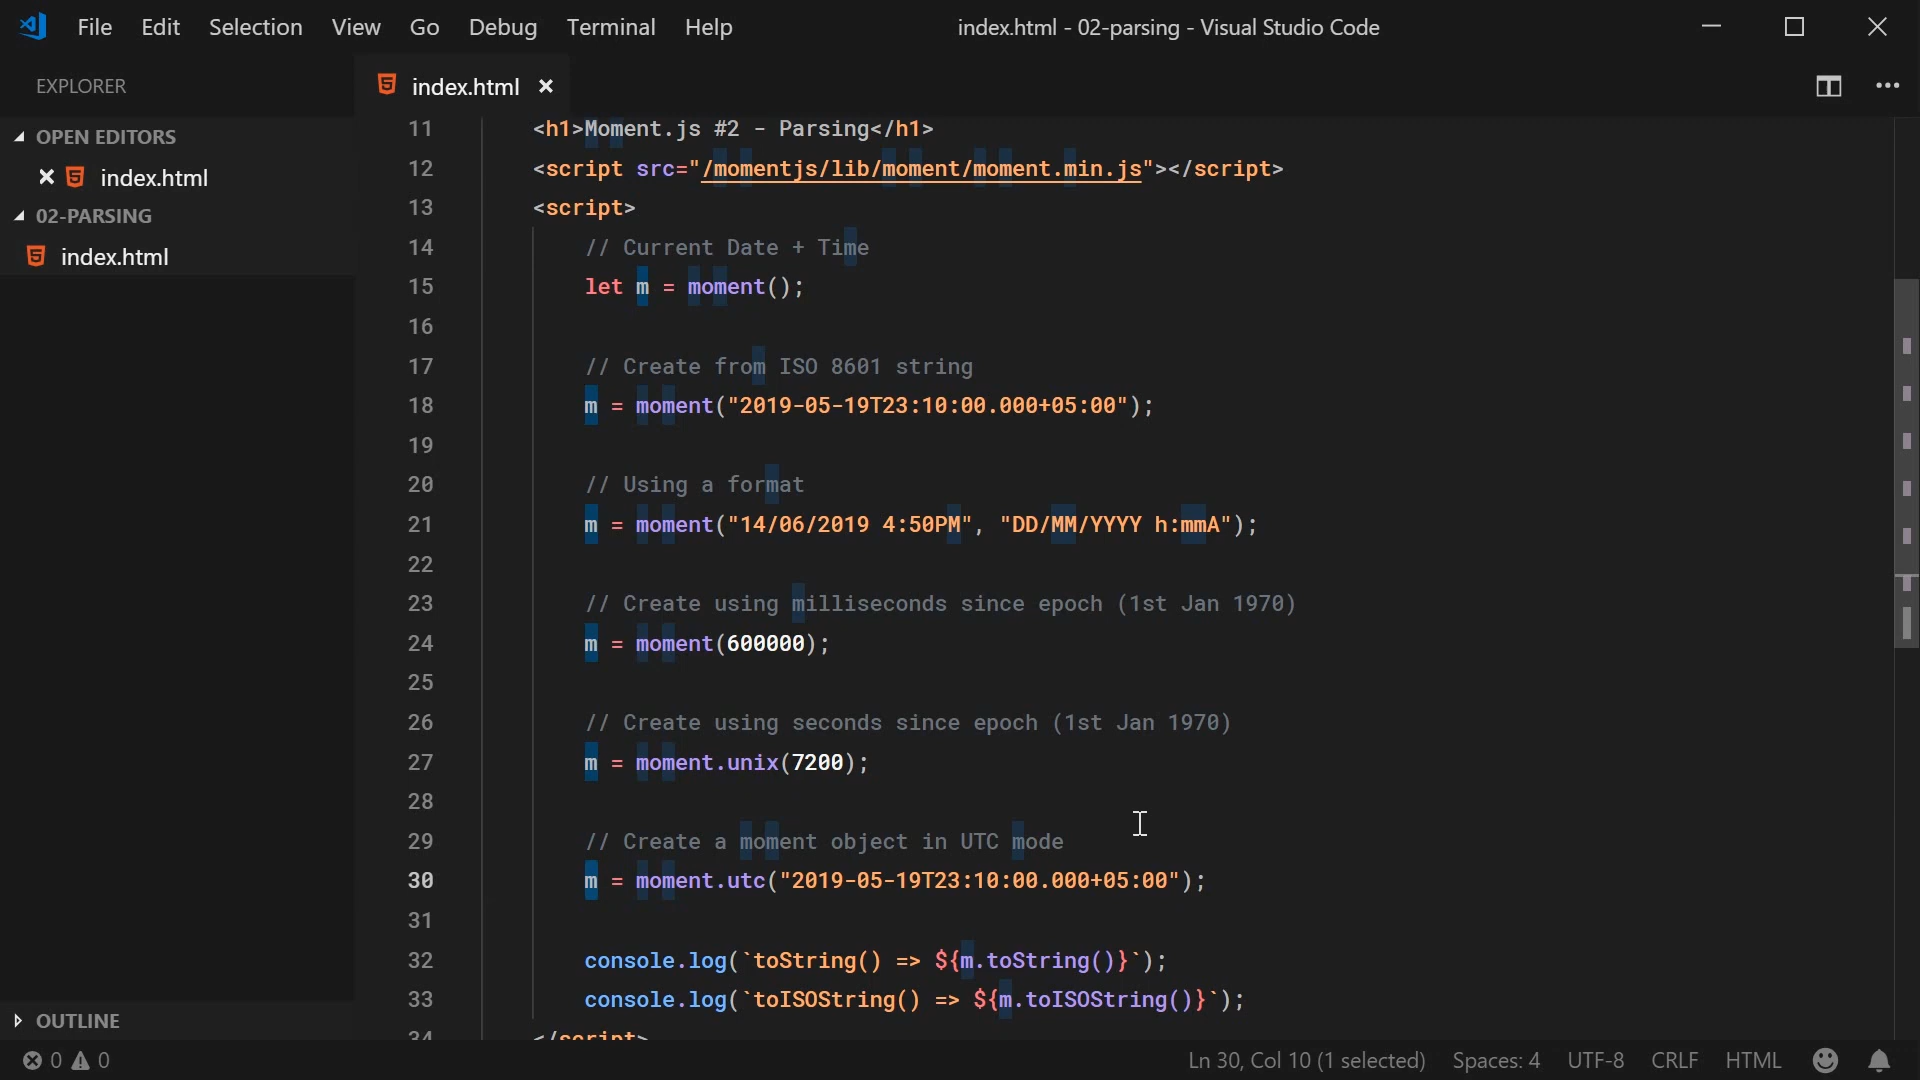 File Edit Selection View Go Debug Terminal Help index.html - 02-parsing - Visual Studio Code
EXPLORER
index.html
OPEN EDITORS
index.html
02-PARSING
index.html
11 <h1>Moment.js #2 - Parsing</h1>
12 <script src="/momentjs/lib/moment/moment.min.js"></script>
13 <script>
14 // Current Date + Time
15 let m = moment();
16
17 // Create from ISO 8601 string
18 m = moment("2019-05-19T23:10:00.000+05:00");
19
20 // Using a format
21 m = moment("14/06/2019 4:50PM", "DD/MM/YYYY h:mmA");
22
23 // Create using milliseconds since epoch (1st Jan 1970)
24 m = moment(600000);
25
26 // Create using seconds since epoch (1st Jan 1970)
27 m = moment.unix(7200);
28
29 // Create a moment object in UTC mode
30 m = moment.utc("2019-05-19T23:10:00.000+05:00");
31
32 console.log(`toString() => ${m.toString()}`);
33 console.log(`toISOString() => ${m.toISOString()}`);
34 </script>
OUTLINE
0 0 Ln 30, Col 10 (1 selected) Spaces: 4 UTF-8 CRLF HTML